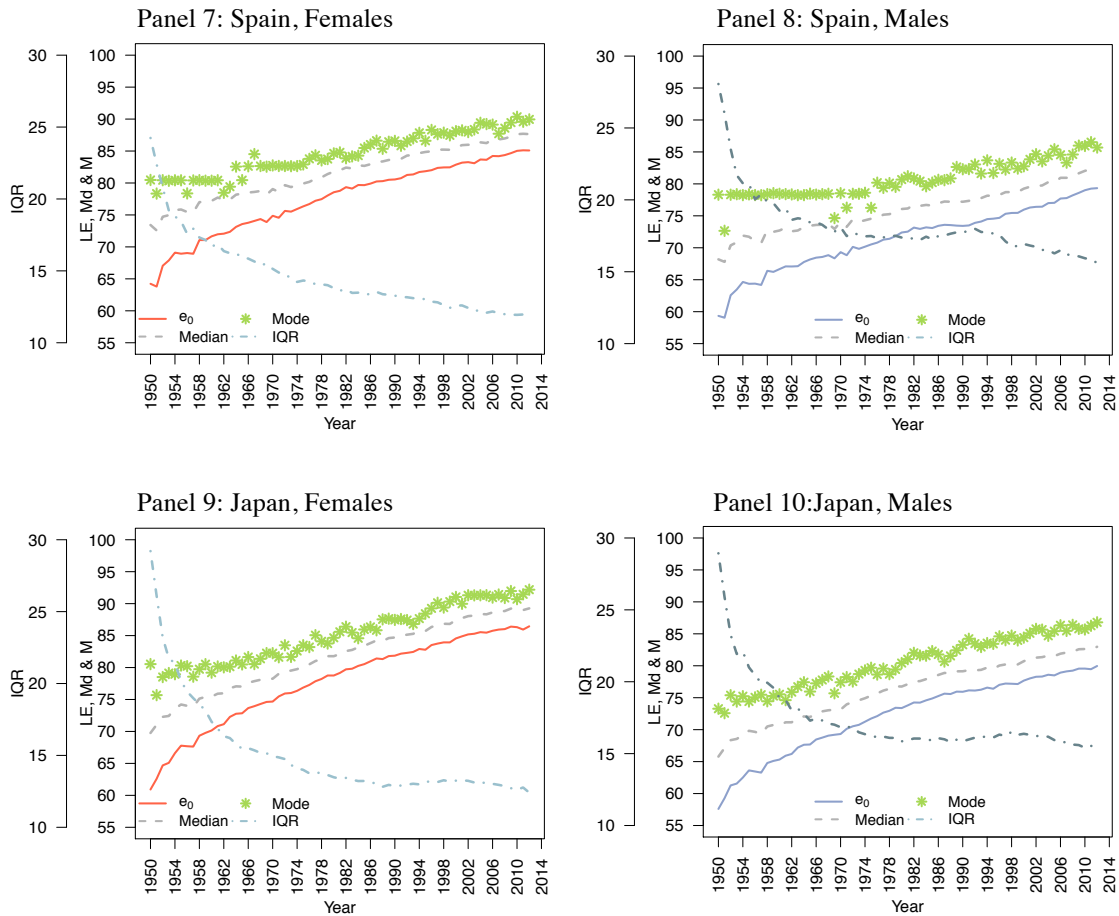 Panel 7: Spain, Females
30
25
20
15
10
IQR
100
95
90
85
80
75
70
65
60
55
LE, Md & M
e0
Median
Mode
IQR
1950 1954 1958 1962 1966 1970 1974 1978 1982 1986 1990 1994 1998 2002 2006 2010 2014
Year
Panel 8: Spain, Males
30
25
20
15
10
IQR
100
95
90
85
80
75
70
65
60
55
LE, Md & M
e0
Median
Mode
IQR
1950 1954 1958 1962 1966 1970 1974 1978 1982 1986 1990 1994 1998 2002 2006 2010 2014
Year
Panel 9: Japan, Females
30
25
20
15
10
IQR
100
95
90
85
80
75
70
65
60
55
LE, Md & M
e0
Median
Mode
IQR
1950 1954 1958 1962 1966 1970 1974 1978 1982 1986 1990 1994 1998 2002 2006 2010 2014
Year
Panel 10:Japan, Males
30
25
20
15
10
IQR
100
95
90
85
80
75
70
65
60
55
LE, Md & M
e0
Median
Mode
IQR
1950 1954 1958 1962 1966 1970 1974 1978 1982 1986 1990 1994 1998 2002 2006 2010 2014
Year